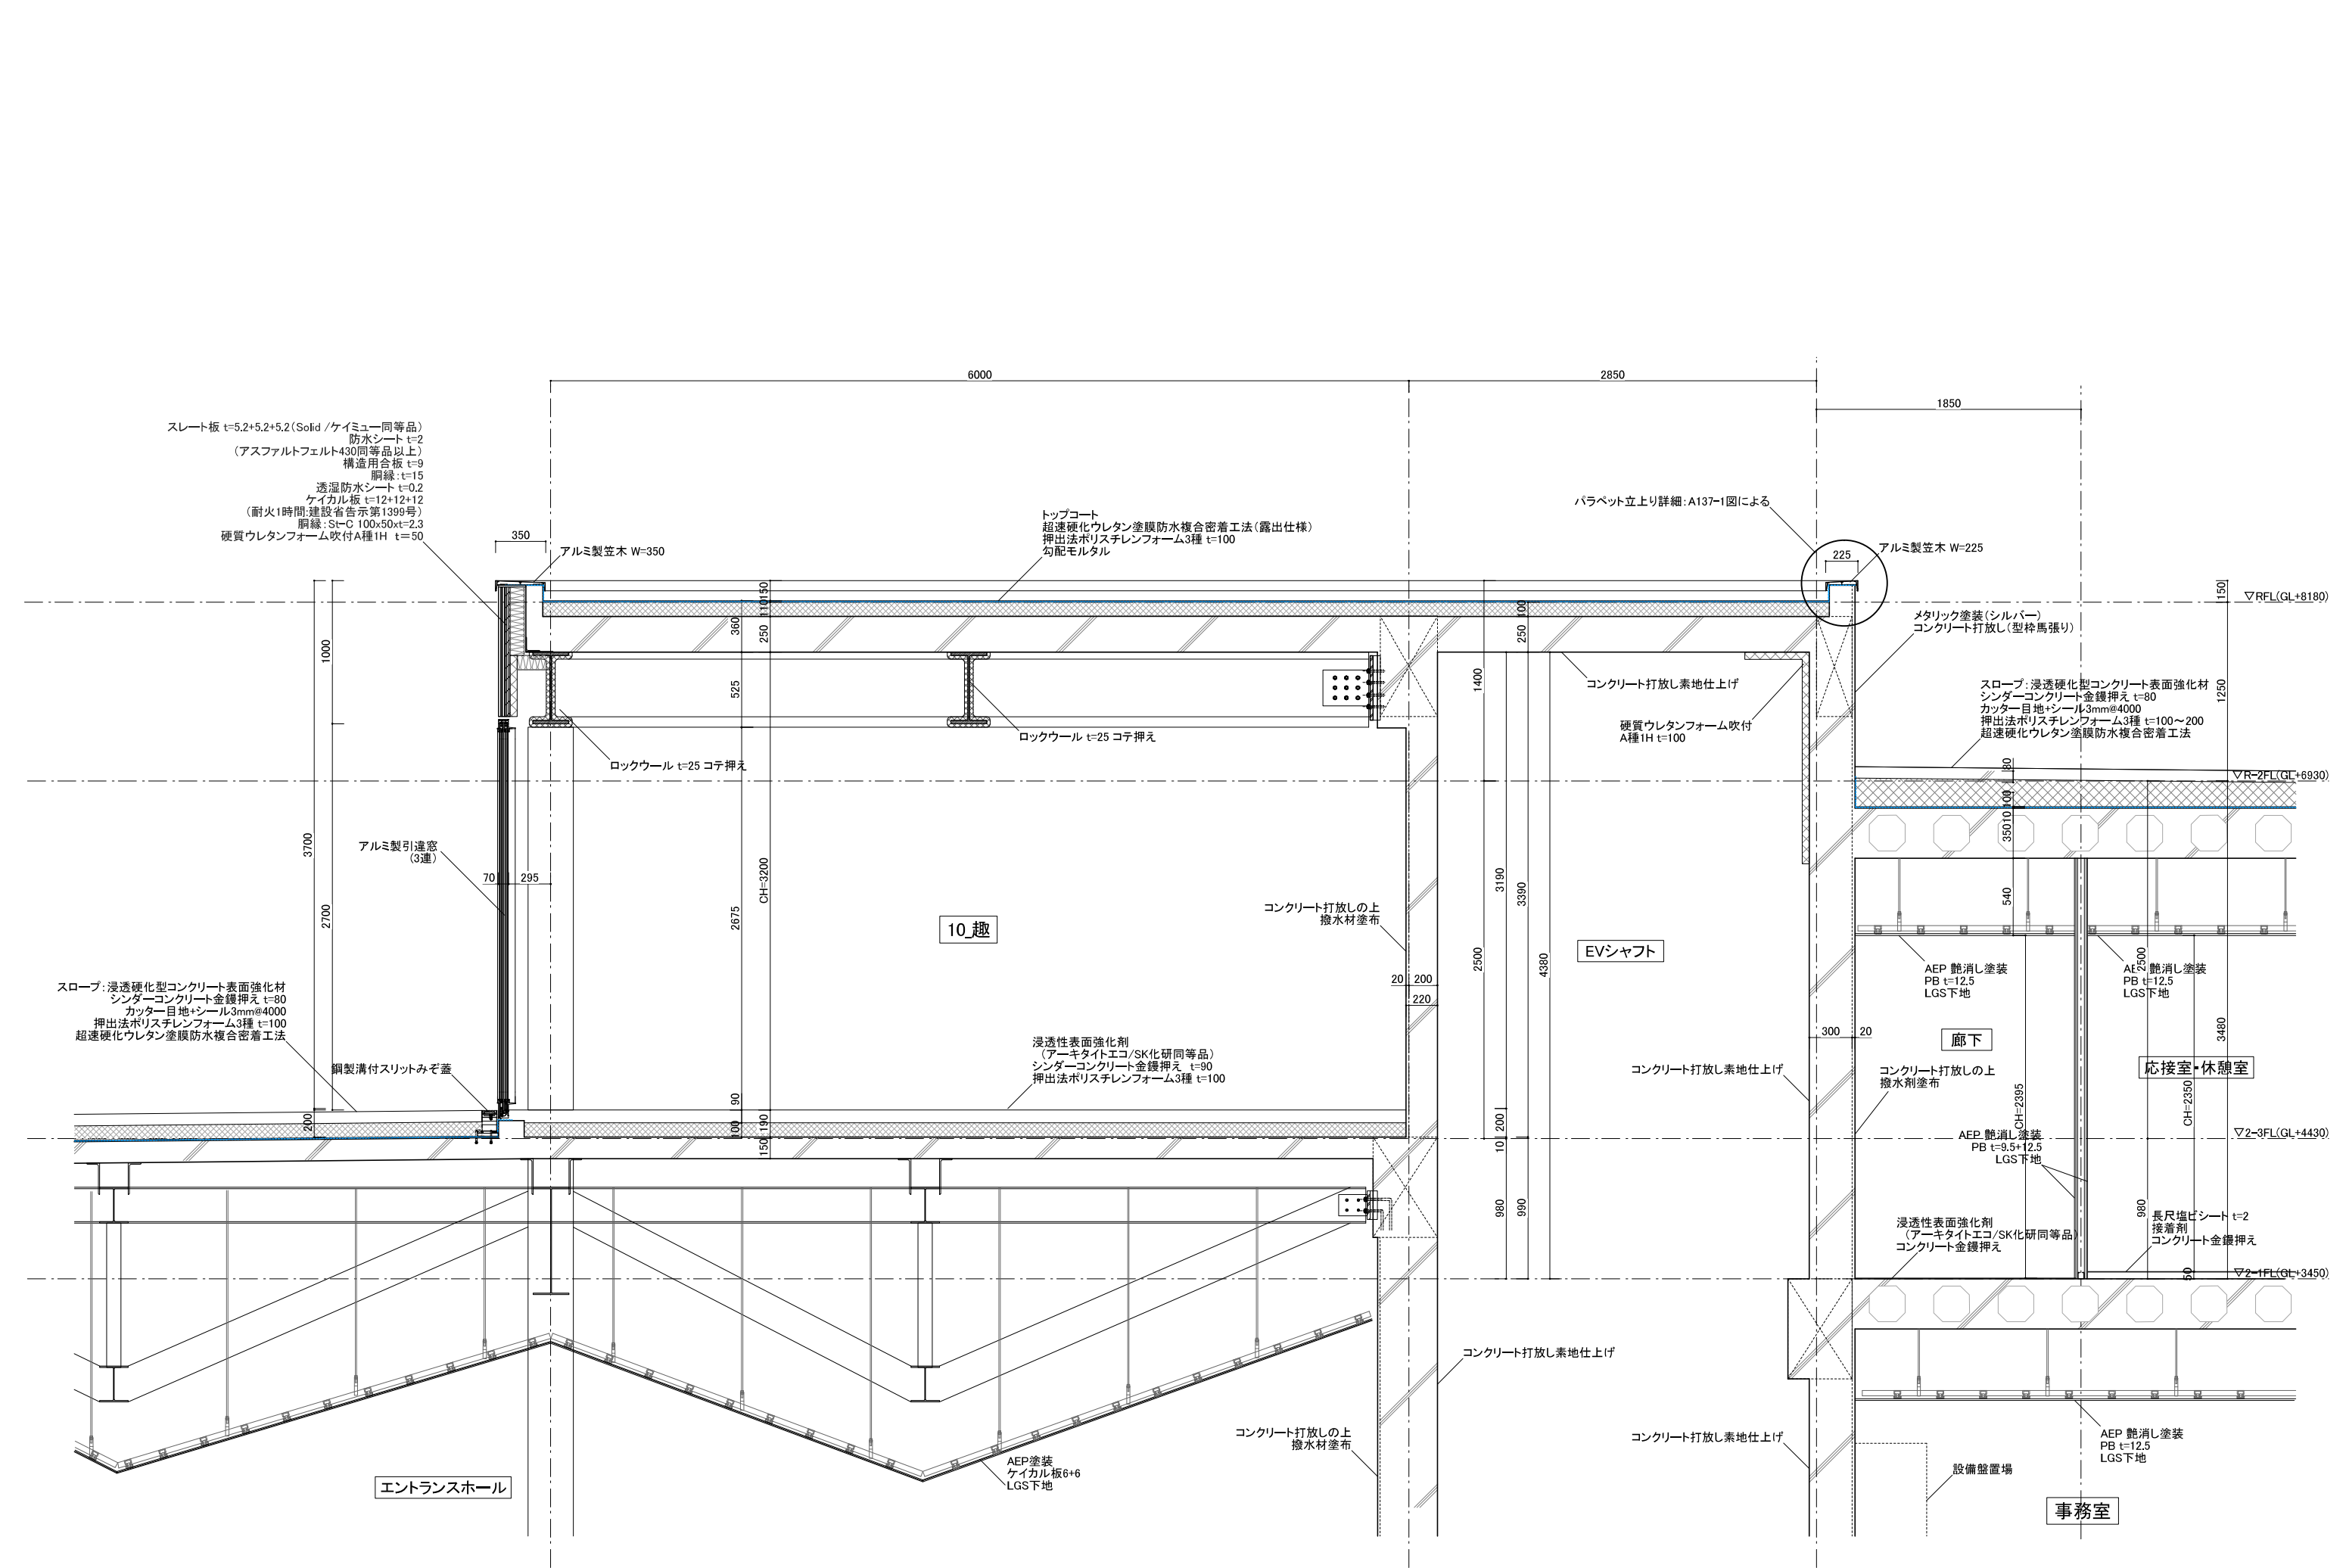 6000
2850
1850
スレート板 t=5.2+5.2+5.2(Solid /ケイミュー同等品)
防水シート t=2
(アスファルトフェルト430同等品以上)
構造用合板 t=9
胴縁:t=15
透湿防水シート t=0.2
ケイカル板 t=12+12+12
(耐火1時間:建設省告示第1399号)
胴縁:St-C 100x50xt=2.3
硬質ウレタンフォーム吹付A種1H t=50
350
アルミ製笠木 W=350
トップコート
超速硬化ウレタン塗膜防水複合密着工法(露出仕様)
押出法ポリスチレンフォーム3種 t=100
勾配モルタル
パラペット立上り詳細:A137-1図による
225
アルミ製笠木 W=225
▽RFL(GL+8180)
メタリック塗装(シルバー)
コンクリート打放し(型枠馬張り)
150
1250
3480
スロープ:浸透硬化型コンクリート表面強化材
シンダーコンクリート金鏝押え t=80
カッター目地+シール3mm@4000
押出法ポリスチレンフォーム3種 t=100~200
超速硬化ウレタン塗膜防水複合密着工法
▽R-2FL(GL+6930)
1000
3700
2700
200
360
525
2675
90
100
150
110
250
CH=3200
190
150
ロックウール t=25 コテ押え
ロックウール t=25 コテ押え
1400
2500
100
250
3190
3390
4380
200
10
980
990
コンクリート打放し素地仕上げ
硬質ウレタンフォーム吹付
A種1H t=100
80
100
10
350
540
アルミ製引違窓
(3連)
70
295
10_趣
コンクリート打放しの上
撥水材塗布
20
200
220
EVシャフト
AEP 艶消し塗装
PB t=12.5
LGS下地
AEP 艶消し塗装
PB t=12.5
LGS下地
2500
980
300
20
廊下
応接室・休憩室
スロープ:浸透硬化型コンクリート表面強化材
シンダーコンクリート金鏝押え t=80
カッター目地+シール3mm@4000
押出法ポリスチレンフォーム3種 t=100
超速硬化ウレタン塗膜防水複合密着工法
鋼製溝付スリットみぞ蓋
浸透性表面強化剤
(アーキタイトエコ/SK化研同等品)
シンダーコンクリート金鏝押え t=90
押出法ポリスチレンフォーム3種 t=100
コンクリート打放し素地仕上げ
コンクリート打放しの上
撥水剤塗布
CH=2395
CH=2350
50
AEP 艶消し塗装
PB t=9.5+12.5
LGS下地
▽2-3FL(GL+4430)
浸透性表面強化剤
(アーキタイトエコ/SK化研同等品)
コンクリート金鏝押え
長尺塩ビシート t=2
接着剤
コンクリート金鏝押え
▽2-1FL(GL+3450)
コンクリート打放し素地仕上げ
コンクリート打放しの上
撥水材塗布
コンクリート打放し素地仕上げ
AEP 艶消し塗装
PB t=12.5
LGS下地
AEP塗装
ケイカル板6+6
LGS下地
設備盤置場
エントランスホール
事務室